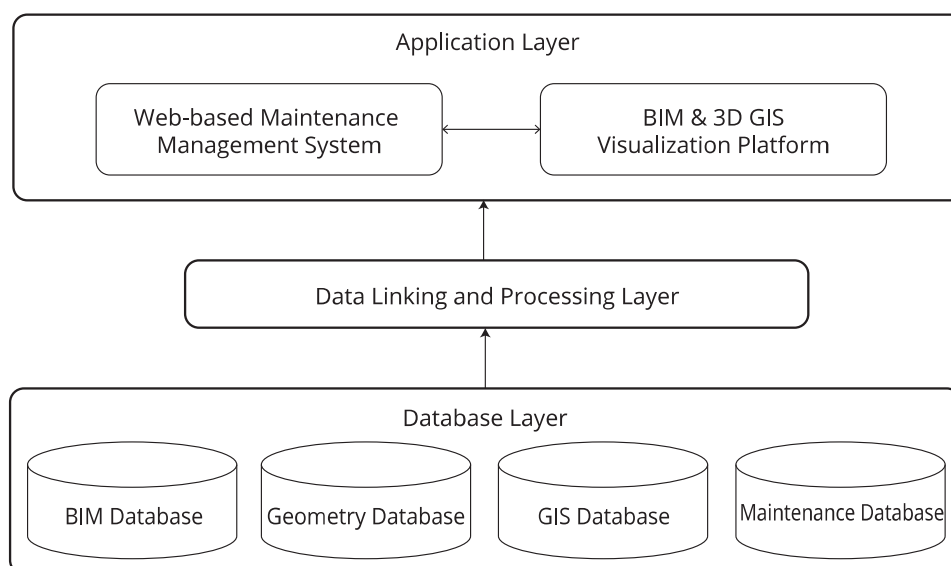 Application Layer
Web-based Maintenance
Management System
BIM & 3D GIS
Visualization Platform
Data Linking and Processing Layer
Database Layer
BIM Database
Geometry Database
GIS Database
Maintenance Database